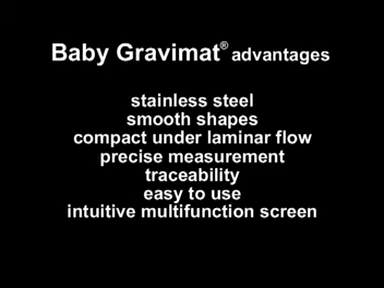 Baby Gravimat® advantages
stainless steel
smooth shapes
compact under laminar flow
precise measurement
traceability
easy to use
intuitive multifunction screen